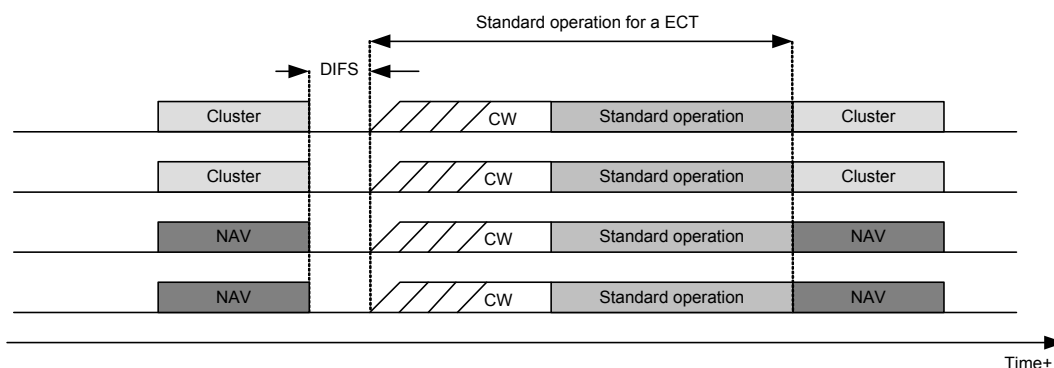 Standard operation for a ECT
DIFS
Cluster CW Standard operation Cluster
Cluster CW Standard operation Cluster
NAV CW Standard operation NAV
NAV CW Standard operation NAV
Time+